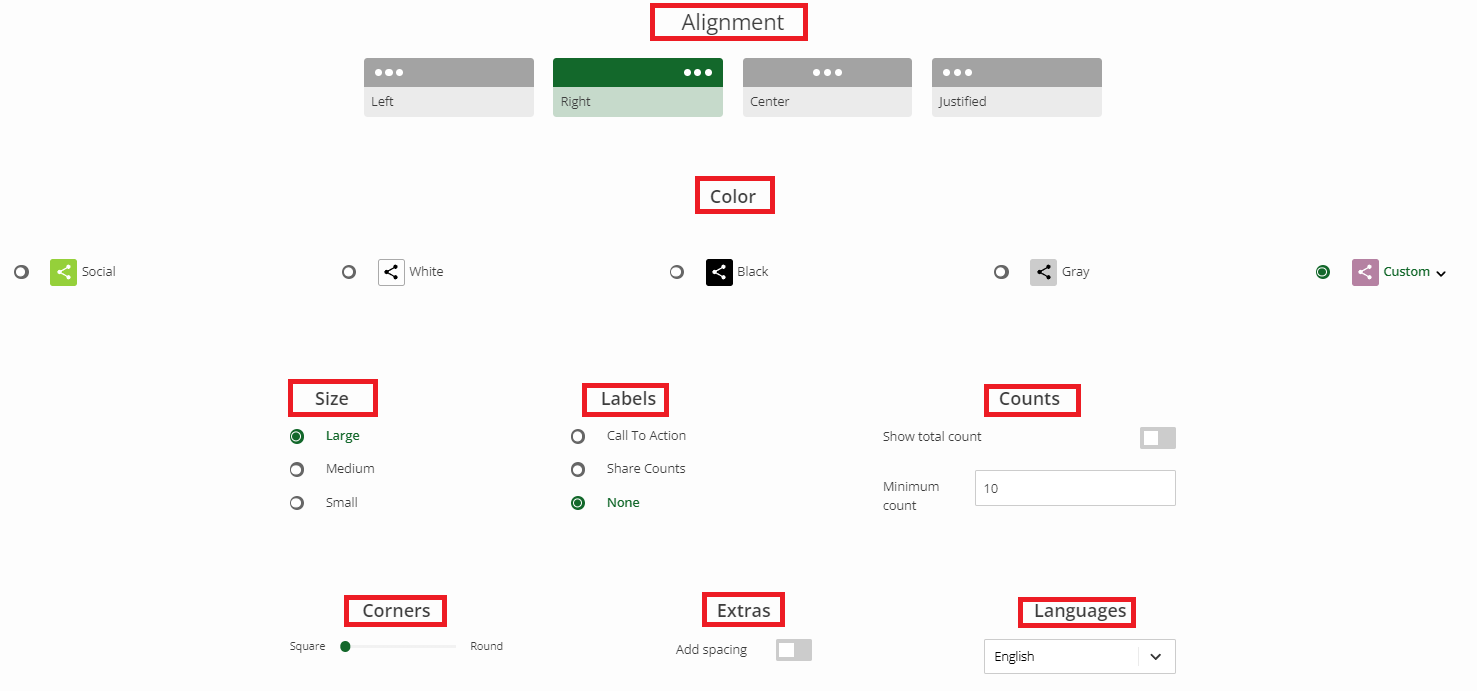 Alignment
Left Right Center Justified
Color
Social White Black Gray Custom
Size Labels Counts
Large Call To Action Show total count
Medium Share Counts
Minimum count 10
Small None
Corners Extras Languages
Square Round Add spacing English